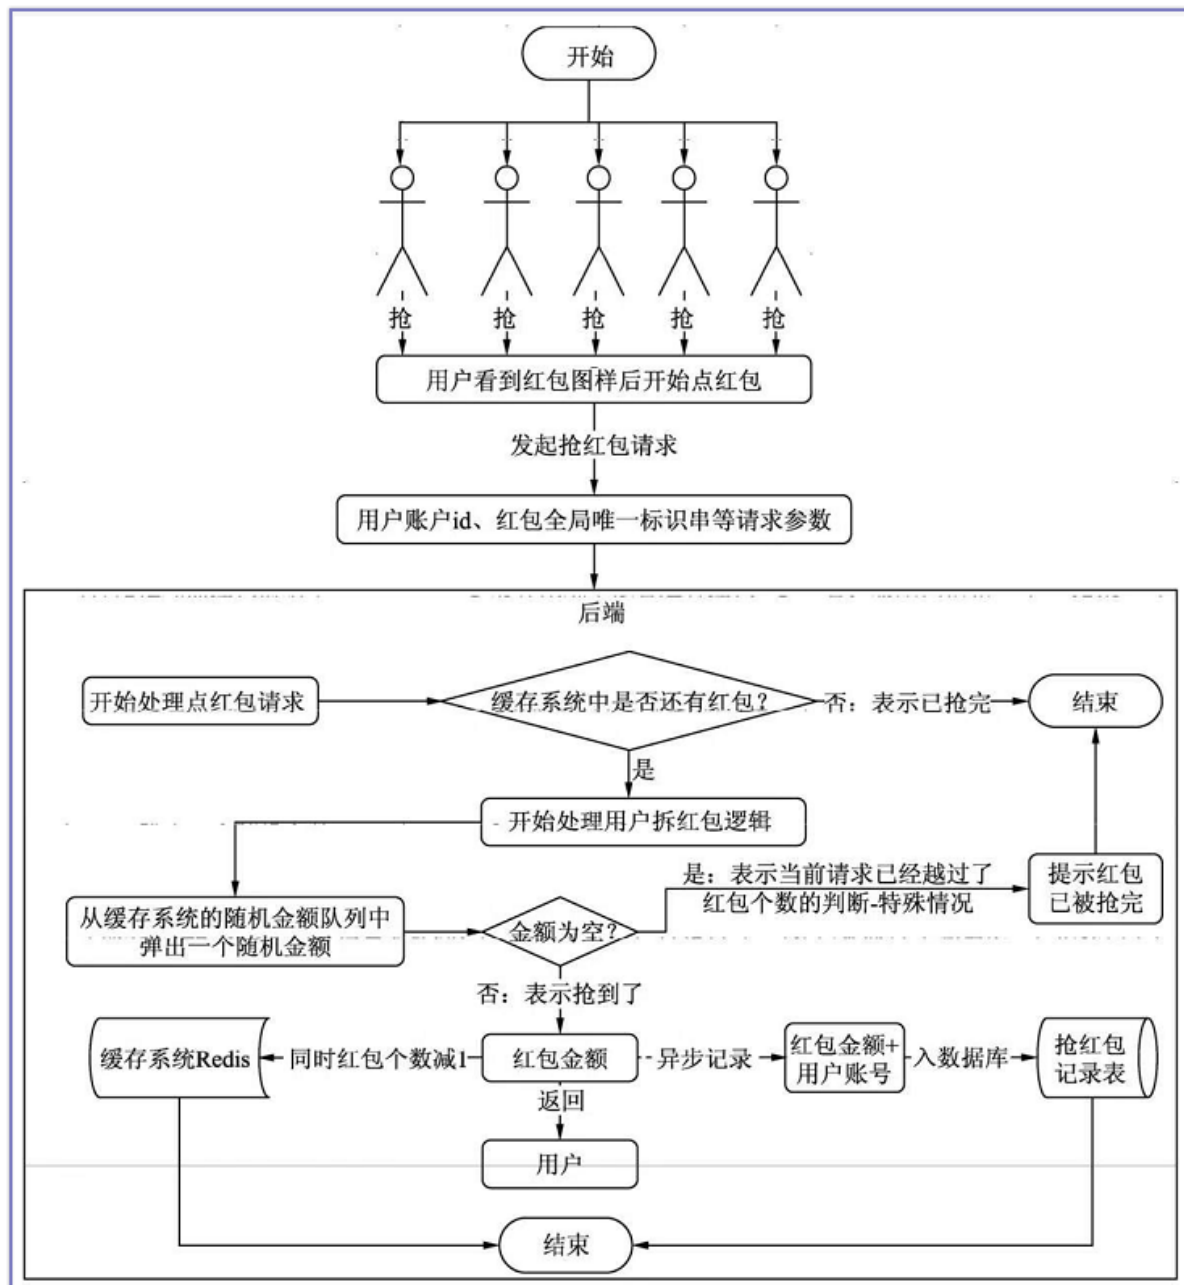 开始
抢
抢
抢
抢
抢
用户看到红包图样后开始点红包
发起抢红包请求
用户账户id、红包全局唯一标识串等请求参数
后端
开始处理点红包请求
缓存系统中是否还有红包？
否：表示已抢完
结束
是
开始处理用户拆红包逻辑
从缓存系统的随机金额队列中
弹出一个随机金额
金额为空？
是：表示当前请求已经越过了
红包个数的判断-特殊情况
提示红包
已被抢完
否：表示抢到了
缓存系统Redis
同时红包个数减1
红包金额
异步记录
红包金额+
用户账号
入数据库
抢红包
记录表
返回
用户
结束